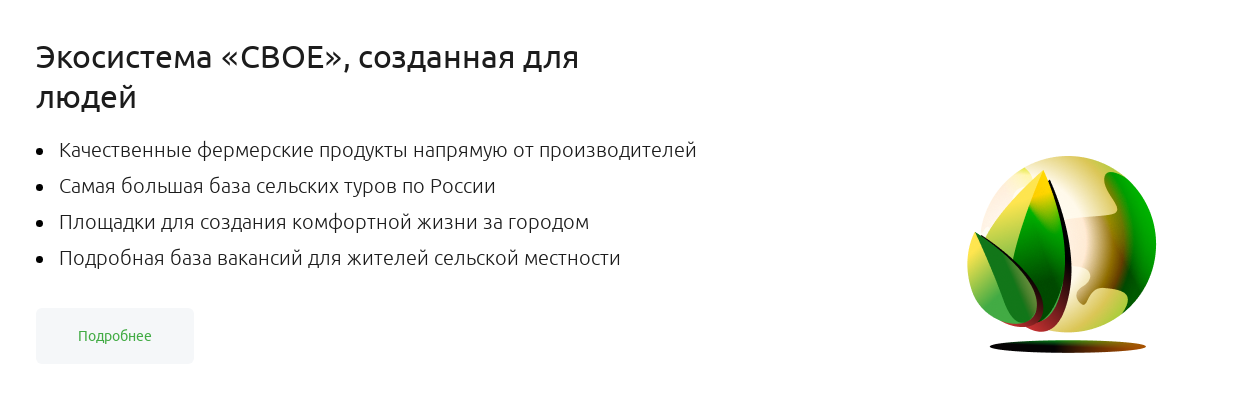 Экосистема «СВОЕ», созданная для
людей
Качественные фермерские продукты напрямую от производителей
Самая большая база сельских туров по России
Площадки для создания комфортной жизни за городом
Подробная база вакансий для жителей сельской местности
Подробнее